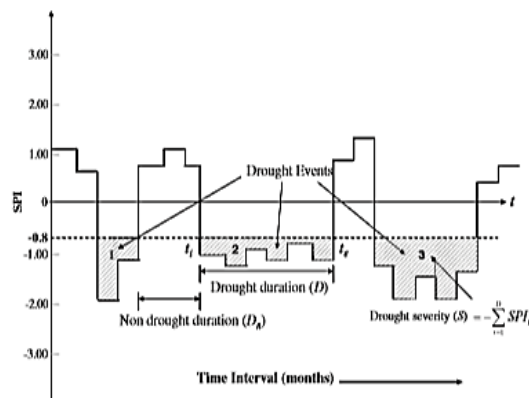 3.00
2.00
1.00
0
-0.8
-1.00
-2.00
-3.00
SPI
t
Drought Events
1
2
3
t_i
t_e
Drought duration (D)
Non drought duration (D_n)
Drought severity (S) = -∑_{i=1}^{D} SPI_i
Time Interval (months)